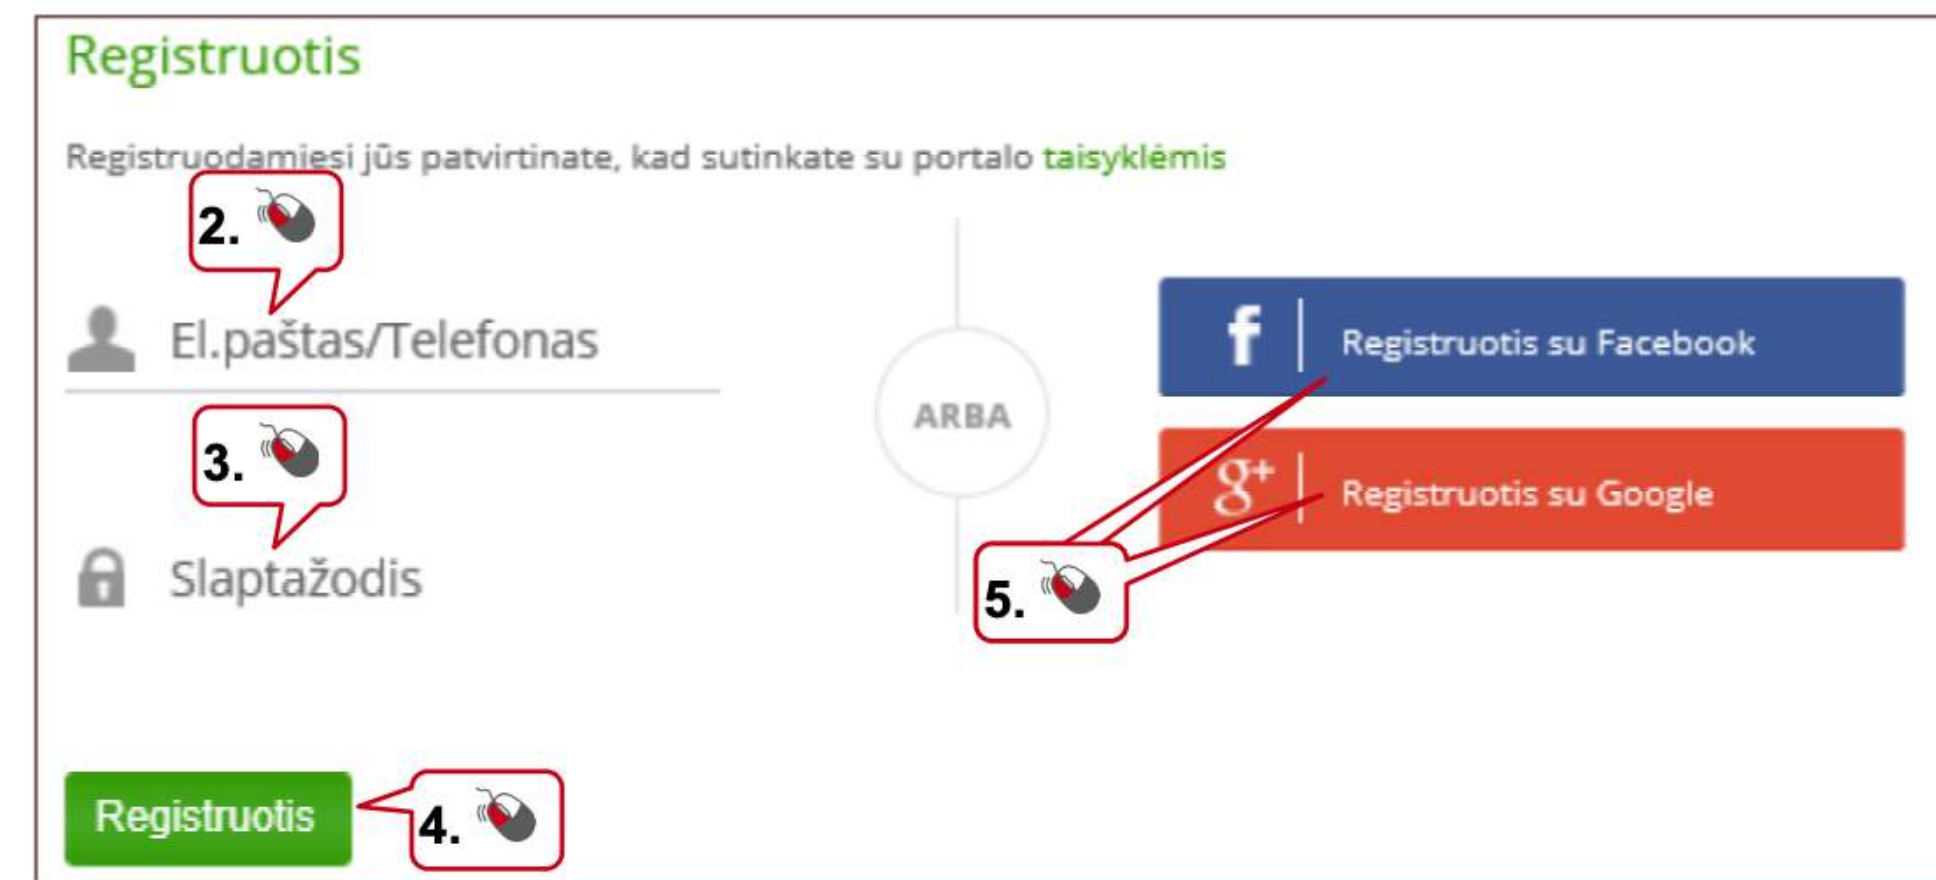 Registruotis
Registruodamiesi jūs patvirtinate, kad sutinkate su portalo taisyklėmis
2.
El.paštas/Telefonas
3.
Slaptažodis
Registruotis
4.
ARBA
f Registruotis su Facebook
g+ Registruotis su Google
5.